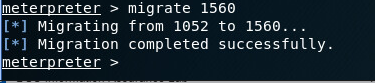 meterpreter > migrate 1560
[*] Migrating from 1052 to 1560...
[*] Migration completed successfully.
meterpreter >